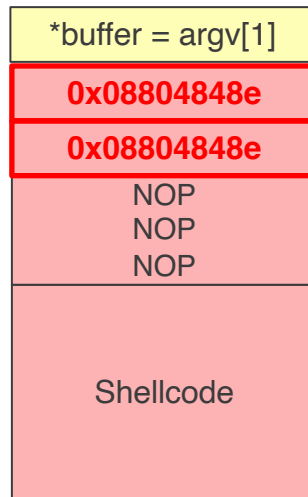 *buffer = argv[1]
0x08804848e
0x08804848e
NOP
NOP
NOP
Shellcode